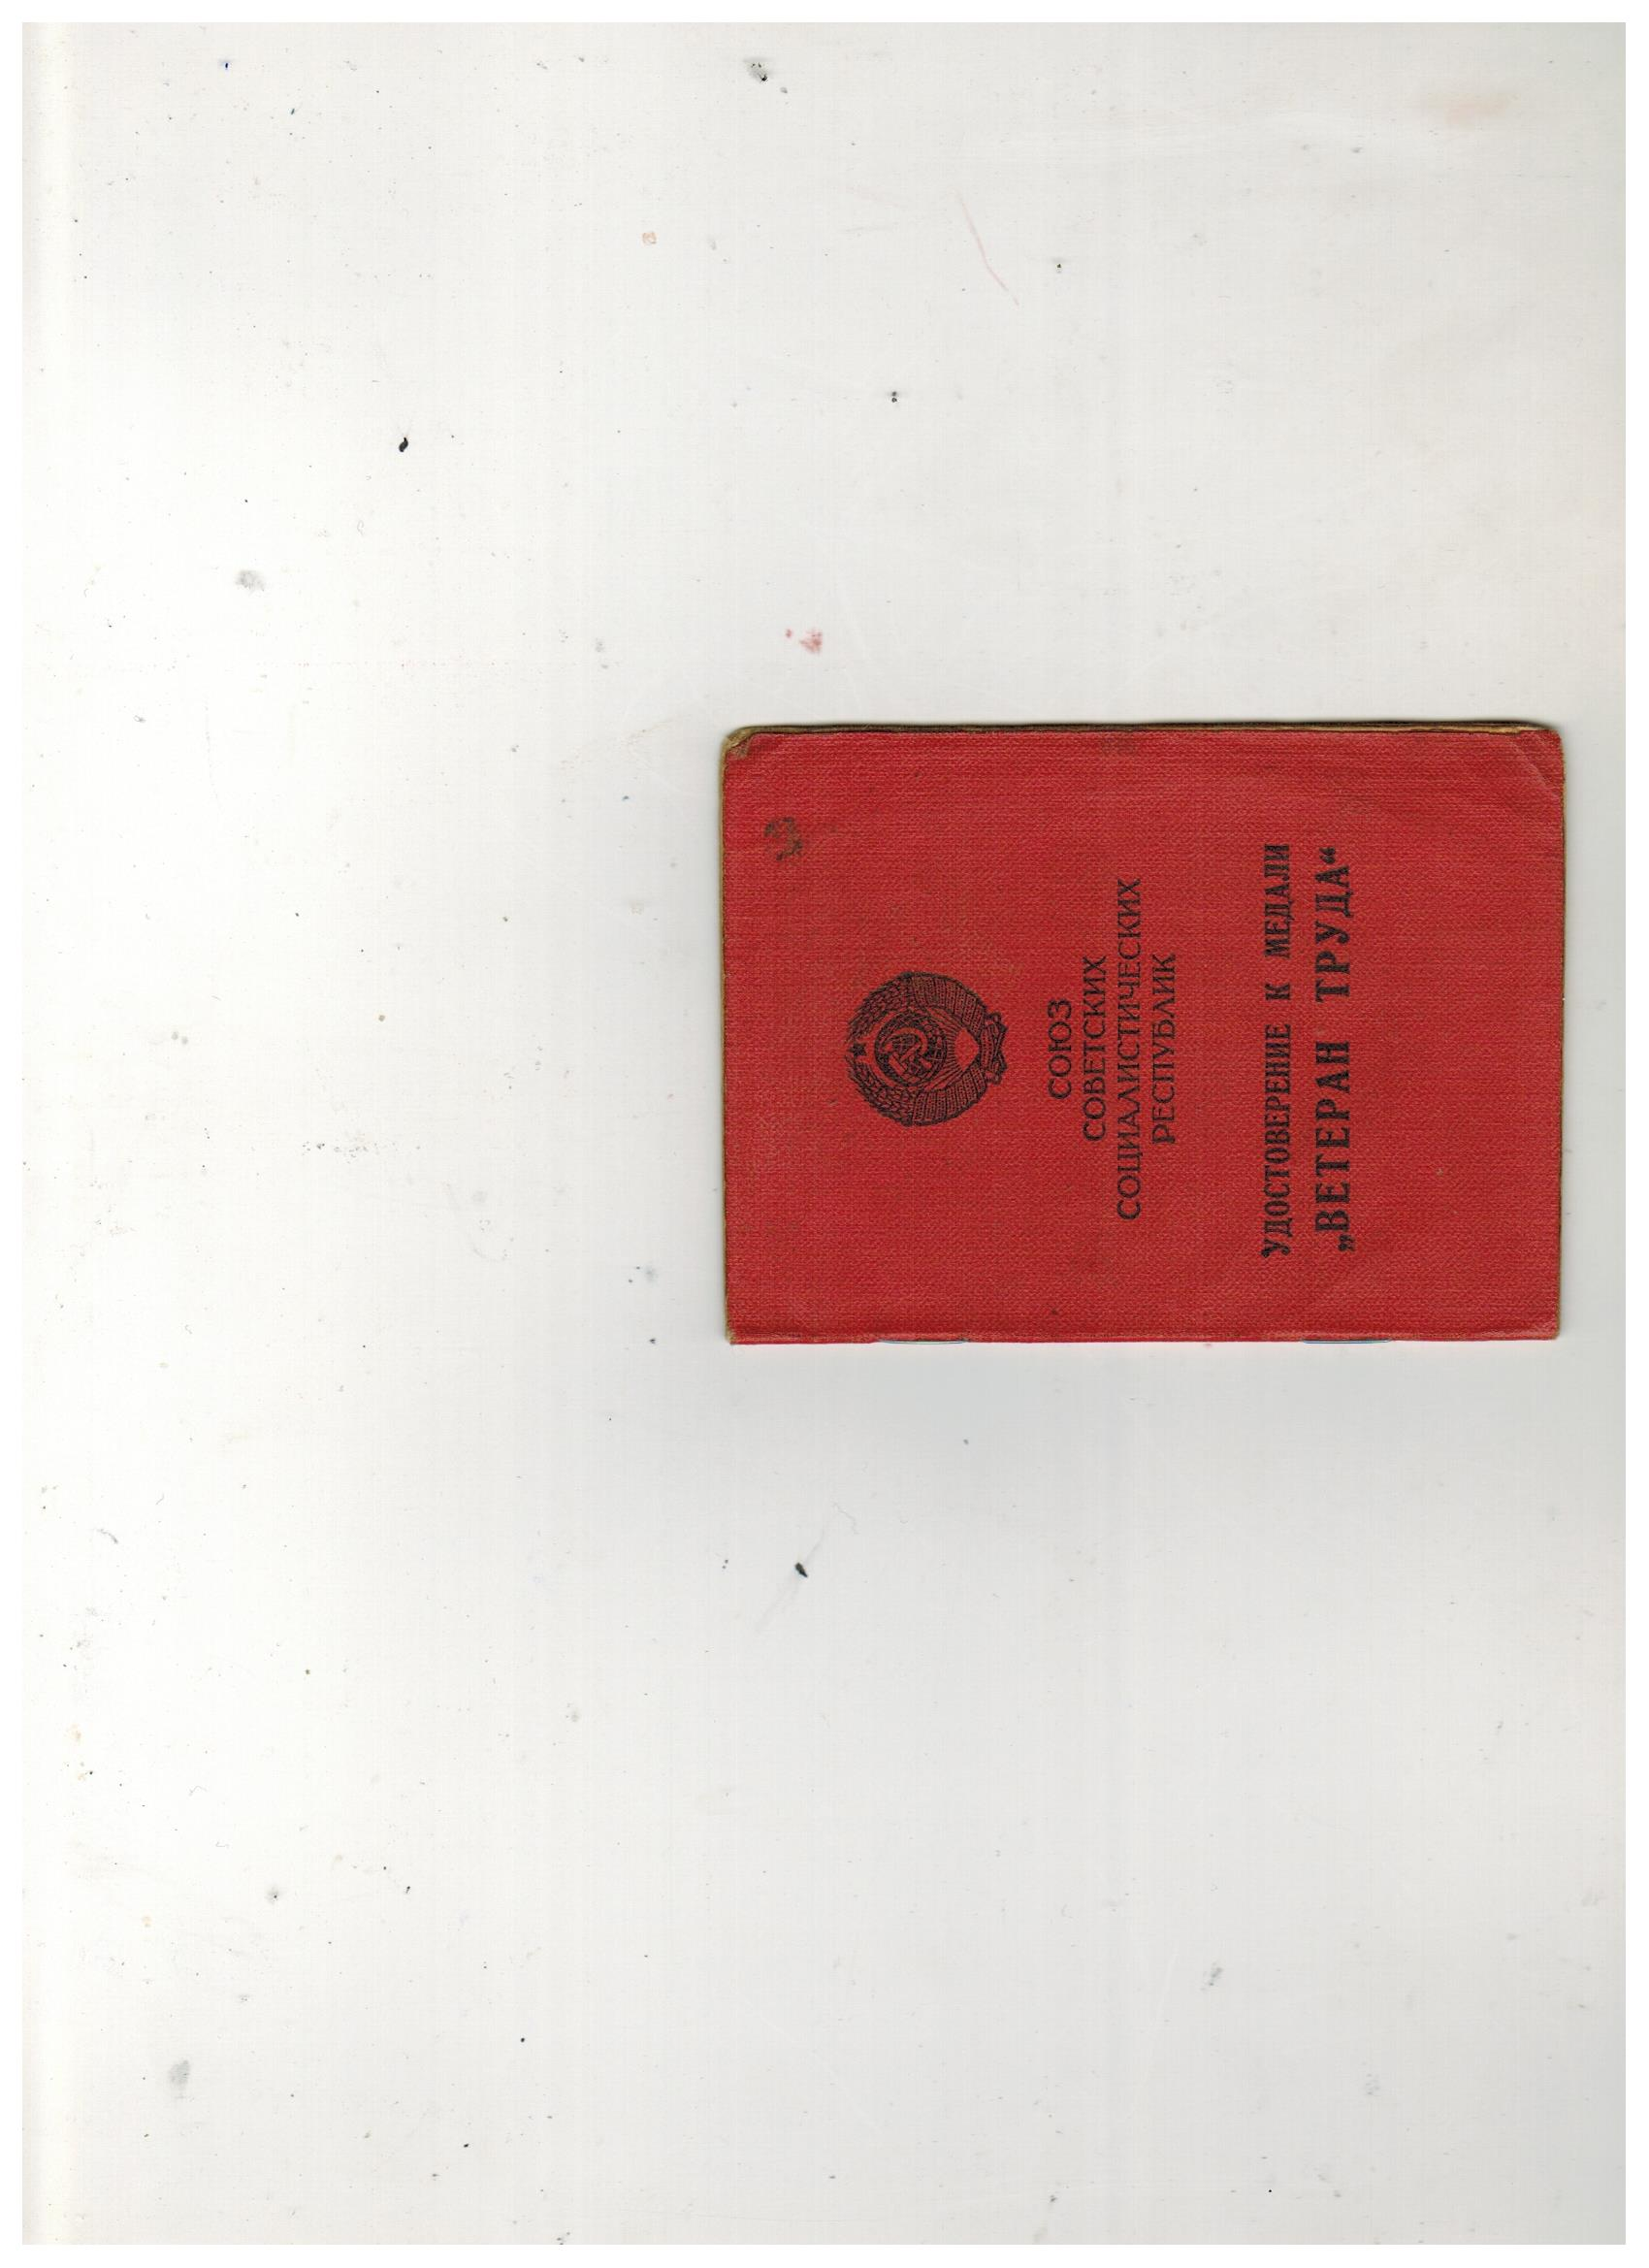 СОЮЗ
СОВЕТСКИХ
СОЦИАЛИСТИЧЕСКИХ
РЕСПУБЛИК
УДОСТОВЕРЕНИЕ К МЕДАЛИ
„ВЕТЕРАН ТРУДА“